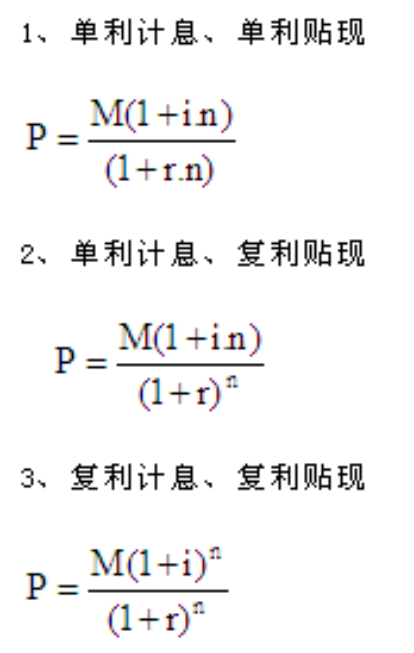 1、单利计息、单利贴现
P = M(1+i.n) / (1+r.n)
2、单利计息、复利贴现
P = M(1+i.n) / (1+r)^n
3、复利计息、复利贴现
P = M(1+i)^n / (1+r)^n